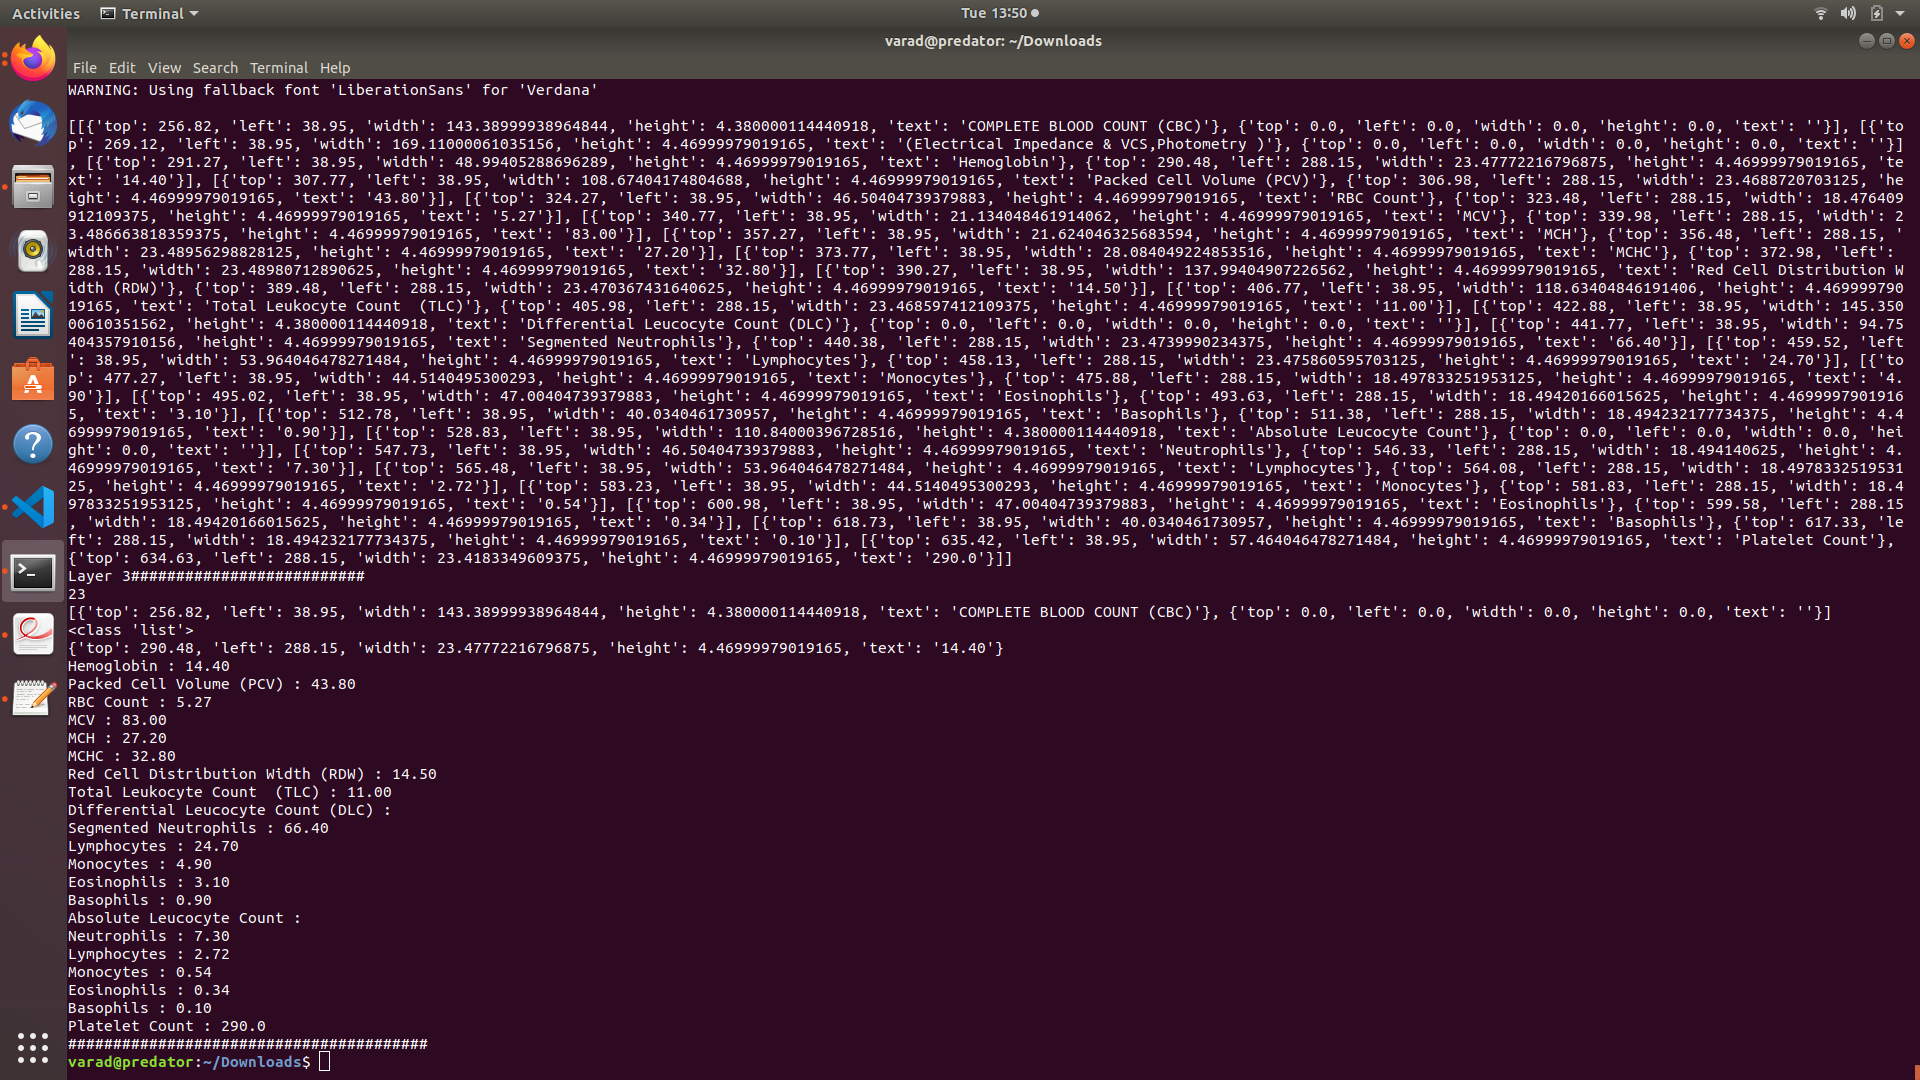 Activities
Terminal
Tue 13:50
varad@predator: ~/Downloads
File Edit View Search Terminal Help
WARNING: Using fallback font 'LiberationSans' for 'Verdana'
[[{'top': 256.82, 'left': 38.95, 'width': 143.38999938964844, 'height': 4.380000114440918, 'text': 'COMPLETE BLOOD COUNT (CBC)'}, {'top': 0.0, 'left': 0.0, 'width': 0.0, 'height': 0.0, 'text': ''}], [{'to
p': 269.12, 'left': 38.95, 'width': 169.11000061035156, 'height': 4.46999979019165, 'text': '(Electrical Impedance & VCS,Photometry )'}, {'top': 0.0, 'left': 0.0, 'width': 0.0, 'height': 0.0, 'text': ''}]
, [{'top': 291.27, 'left': 38.95, 'width': 48.99405288696289, 'height': 4.46999979019165, 'text': 'Hemoglobin'}, {'top': 290.48, 'left': 288.15, 'width': 23.47772216796875, 'height': 4.46999979019165, 'te
xt': '14.40'}], [{'top': 307.77, 'left': 38.95, 'width': 108.67404174804688, 'height': 4.46999979019165, 'text': 'Packed Cell Volume (PCV)'}, {'top': 306.98, 'left': 288.15, 'width': 23.4688720703125, 'he
ight': 4.46999979019165, 'text': '43.80'}], [{'top': 324.27, 'left': 38.95, 'width': 46.50404739379883, 'height': 4.46999979019165, 'text': 'RBC Count'}, {'top': 323.48, 'left': 288.15, 'width': 18.476409
912109375, 'height': 4.46999979019165, 'text': '5.27'}], [{'top': 340.77, 'left': 38.95, 'width': 21.134048461914062, 'height': 4.46999979019165, 'text': 'MCV'}, {'top': 339.98, 'left': 288.15, 'width': 2
3.486663818359375, 'height': 4.46999979019165, 'text': '83.00'}], [{'top': 357.27, 'left': 38.95, 'width': 21.624046325683594, 'height': 4.46999979019165, 'text': 'MCH'}, {'top': 356.48, 'left': 288.15, '
width': 23.48956298828125, 'height': 4.46999979019165, 'text': '27.20'}], [{'top': 373.77, 'left': 38.95, 'width': 28.084049224853516, 'height': 4.46999979019165, 'text': 'MCHC'}, {'top': 372.98, 'left':
288.15, 'width': 23.48980712890625, 'height': 4.46999979019165, 'text': '32.80'}], [{'top': 390.27, 'left': 38.95, 'width': 137.99404907226562, 'height': 4.46999979019165, 'text': 'Red Cell Distribution W
idth (RDW)'}, {'top': 389.48, 'left': 288.15, 'width': 23.470367431640625, 'height': 4.46999979019165, 'text': '14.50'}], [{'top': 406.77, 'left': 38.95, 'width': 118.63404846191406, 'height': 4.469999790
19165, 'text': 'Total Leukocyte Count  (TLC)'}, {'top': 405.98, 'left': 288.15, 'width': 23.468597412109375, 'height': 4.46999979019165, 'text': '11.00'}], [{'top': 422.88, 'left': 38.95, 'width': 145.350
00610351562, 'height': 4.380000114440918, 'text': 'Differential Leucocyte Count (DLC)'}, {'top': 0.0, 'left': 0.0, 'width': 0.0, 'height': 0.0, 'text': ''}], [{'top': 441.77, 'left': 38.95, 'width': 94.75
404357910156, 'height': 4.46999979019165, 'text': 'Segmented Neutrophils'}, {'top': 440.38, 'left': 288.15, 'width': 23.4739990234375, 'height': 4.46999979019165, 'text': '66.40'}], [{'top': 459.52, 'left
': 38.95, 'width': 53.964046478271484, 'height': 4.46999979019165, 'text': 'Lymphocytes'}, {'top': 458.13, 'left': 288.15, 'width': 23.475860595703125, 'height': 4.46999979019165, 'text': '24.70'}], [{'to
p': 477.27, 'left': 38.95, 'width': 44.5140495300293, 'height': 4.46999979019165, 'text': 'Monocytes'}, {'top': 475.88, 'left': 288.15, 'width': 18.497833251953125, 'height': 4.46999979019165, 'text': '4.
90'}], [{'top': 495.02, 'left': 38.95, 'width': 47.00404739379883, 'height': 4.46999979019165, 'text': 'Eosinophils'}, {'top': 493.63, 'left': 288.15, 'width': 18.49420166015625, 'height': 4.4699997901916
5, 'text': '3.10'}], [{'top': 512.78, 'left': 38.95, 'width': 40.0340461730957, 'height': 4.46999979019165, 'text': 'Basophils'}, {'top': 511.38, 'left': 288.15, 'width': 18.494232177734375, 'height': 4.4
6999979019165, 'text': '0.90'}], [{'top': 528.83, 'left': 38.95, 'width': 110.84000396728516, 'height': 4.380000114440918, 'text': 'Absolute Leucocyte Count'}, {'top': 0.0, 'left': 0.0, 'width': 0.0, 'hei
ght': 0.0, 'text': ''}], [{'top': 547.73, 'left': 38.95, 'width': 46.50404739379883, 'height': 4.46999979019165, 'text': 'Neutrophils'}, {'top': 546.33, 'left': 288.15, 'width': 18.494140625, 'height': 4.
46999979019165, 'text': '7.30'}], [{'top': 565.48, 'left': 38.95, 'width': 53.964046478271484, 'height': 4.46999979019165, 'text': 'Lymphocytes'}, {'top': 564.08, 'left': 288.15, 'width': 18.4978332519531
25, 'height': 4.46999979019165, 'text': '2.72'}], [{'top': 583.23, 'left': 38.95, 'width': 44.5140495300293, 'height': 4.46999979019165, 'text': 'Monocytes'}, {'top': 581.83, 'left': 288.15, 'width': 18.4
97833251953125, 'height': 4.46999979019165, 'text': '0.54'}], [{'top': 600.98, 'left': 38.95, 'width': 47.00404739379883, 'height': 4.46999979019165, 'text': 'Eosinophils'}, {'top': 599.58, 'left': 288.15
, 'width': 18.49420166015625, 'height': 4.46999979019165, 'text': '0.34'}], [{'top': 618.73, 'left': 38.95, 'width': 40.0340461730957, 'height': 4.46999979019165, 'text': 'Basophils'}, {'top': 617.33, 'le
ft': 288.15, 'width': 18.494232177734375, 'height': 4.46999979019165, 'text': '0.10'}], [{'top': 635.42, 'left': 38.95, 'width': 57.464046478271484, 'height': 4.46999979019165, 'text': 'Platelet Count'},
{'top': 634.63, 'left': 288.15, 'width': 23.4183349609375, 'height': 4.46999979019165, 'text': '290.0'}]]
Layer 3##########################
23
[{'top': 256.82, 'left': 38.95, 'width': 143.38999938964844, 'height': 4.380000114440918, 'text': 'COMPLETE BLOOD COUNT (CBC)'}, {'top': 0.0, 'left': 0.0, 'width': 0.0, 'height': 0.0, 'text': ''}]
<class 'list'>
{'top': 290.48, 'left': 288.15, 'width': 23.47772216796875, 'height': 4.46999979019165, 'text': '14.40'}
Hemoglobin : 14.40
Packed Cell Volume (PCV) : 43.80
RBC Count : 5.27
MCV : 83.00
MCH : 27.20
MCHC : 32.80
Red Cell Distribution Width (RDW) : 14.50
Total Leukocyte Count  (TLC) : 11.00
Differential Leucocyte Count (DLC) :
Segmented Neutrophils : 66.40
Lymphocytes : 24.70
Monocytes : 4.90
Eosinophils : 3.10
Basophils : 0.90
Absolute Leucocyte Count :
Neutrophils : 7.30
Lymphocytes : 2.72
Monocytes : 0.54
Eosinophils : 0.34
Basophils : 0.10
Platelet Count : 290.0
########################################
varad@predator:~/Downloads$